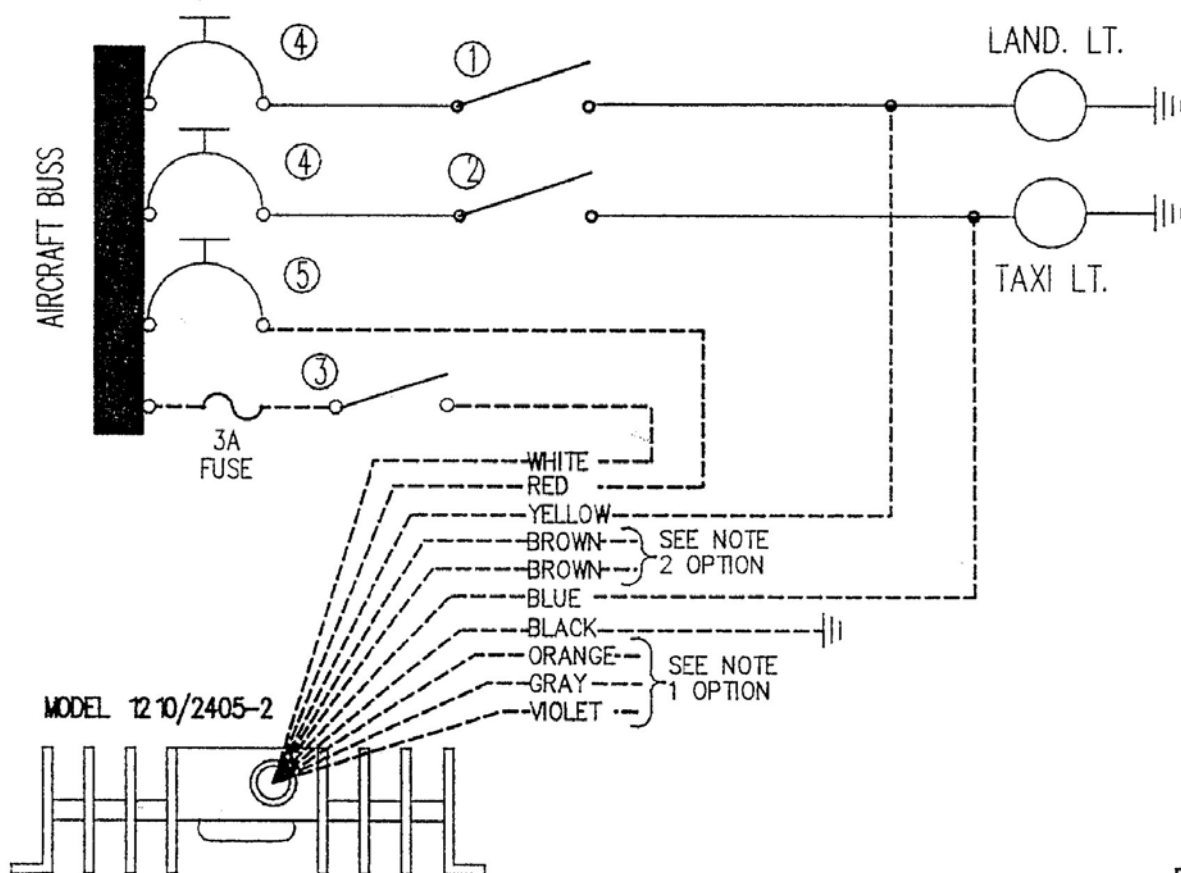 ④
①
LAND. LT.
④
②
AIRCRAFT BUSS
⑤
TAXI LT.
③
3A
FUSE
WHITE
RED
YELLOW
BROWN
BROWN
SEE NOTE
2 OPTION
BLUE
BLACK
ORANGE
GRAY
VIOLET
SEE NOTE
1 OPTION
MODEL 1210/2405-2